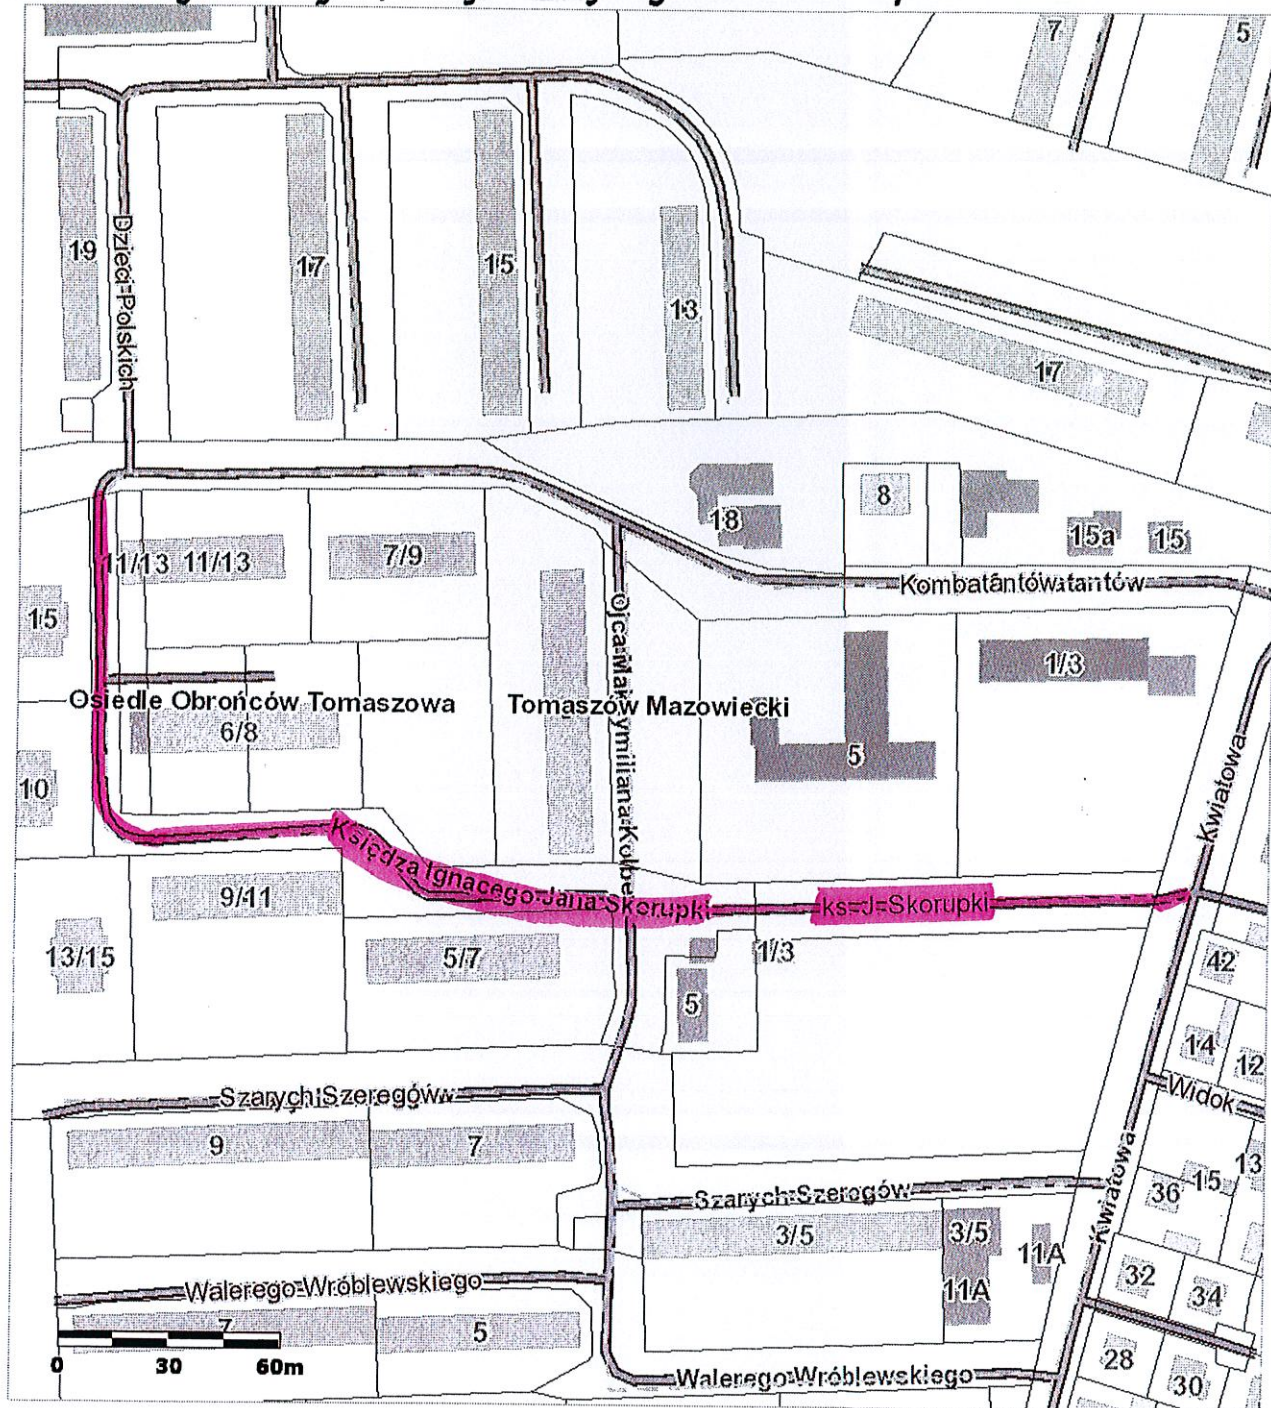 7
5
19
Dzieci Polskich
17
15
13
17
18
8
15a
15
Kombatantów
11/13
11/13
7/9
15
Ojca Maksymiliana Kolbe
1/3
Osiedle Obrońców Tomaszowa
Tomaszów Mazowiecki
6/8
5
10
Kwiatowa
Księdza Ignacego Jana Skorupki
ks J Skorupki
9/11
13/15
5/7
1/3
5
42
14
12
Widok
Szarych Szeregów
9
7
Kwiatowa
13
15
36
Szarych Szeregów
3/5
3/5
11A
11A
32
34
Walerego Wróblewskiego
7
5
0 30 60m
28
30
Walerego Wróblewskiego